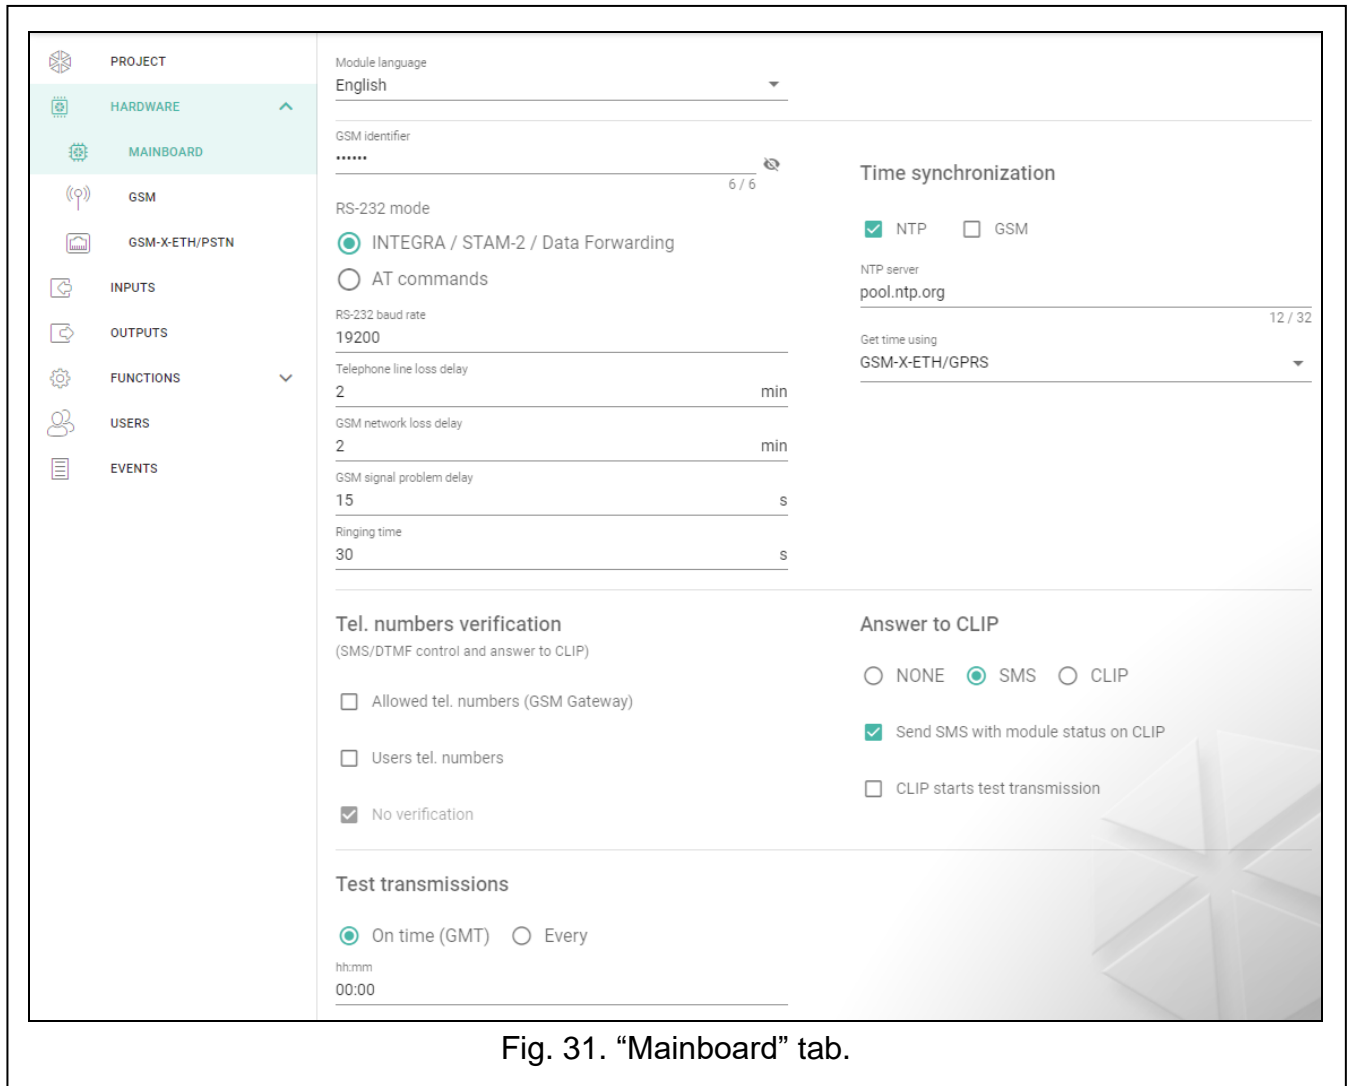 PROJECT
HARDWARE
MAINBOARD
GSM
GSM-X-ETH/PSTN
INPUTS
OUTPUTS
FUNCTIONS
USERS
EVENTS
Module language
English
GSM identifier
••••••
6 / 6
RS-232 mode
INTEGRA / STAM-2 / Data Forwarding
AT commands
RS-232 baud rate
19200
Telephone line loss delay
2 min
GSM network loss delay
2 min
GSM signal problem delay
15 s
Ringing time
30 s
Time synchronization
NTP GSM
NTP server
pool.ntp.org
12 / 32
Get time using
GSM-X-ETH/GPRS
Tel. numbers verification
(SMS/DTMF control and answer to CLIP)
Allowed tel. numbers (GSM Gateway)
Users tel. numbers
No verification
Answer to CLIP
NONE SMS CLIP
Send SMS with module status on CLIP
CLIP starts test transmission
Test transmissions
On time (GMT) Every
hh:mm
00:00
Fig. 31. “Mainboard” tab.